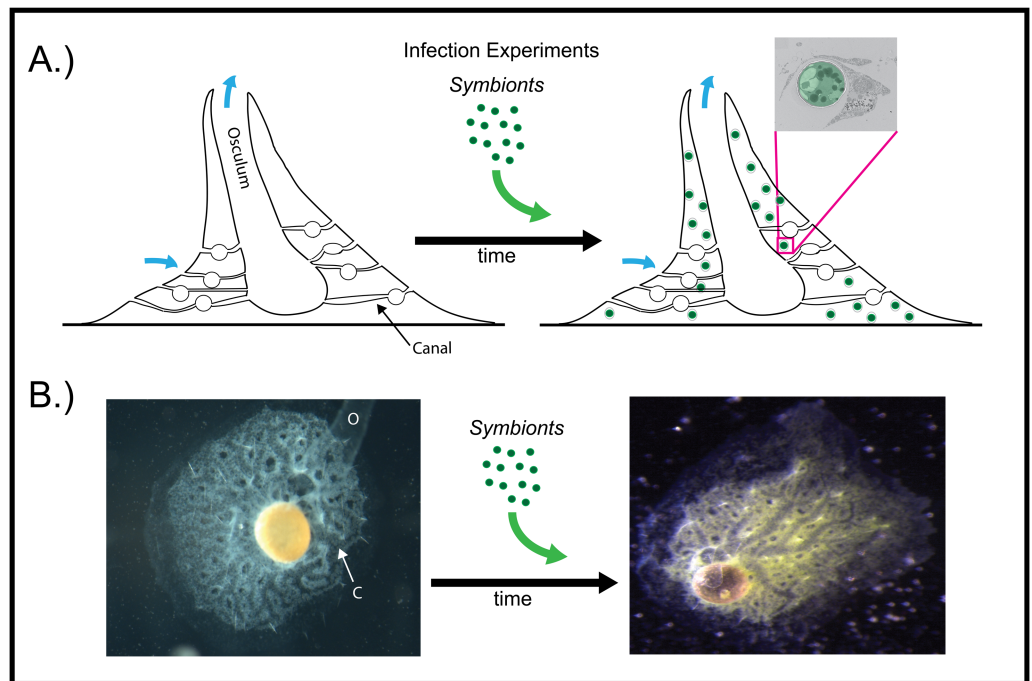 A.)
Infection Experiments
Symbionts
Osculum
time
Canal
B.)
Symbionts
O
C
time